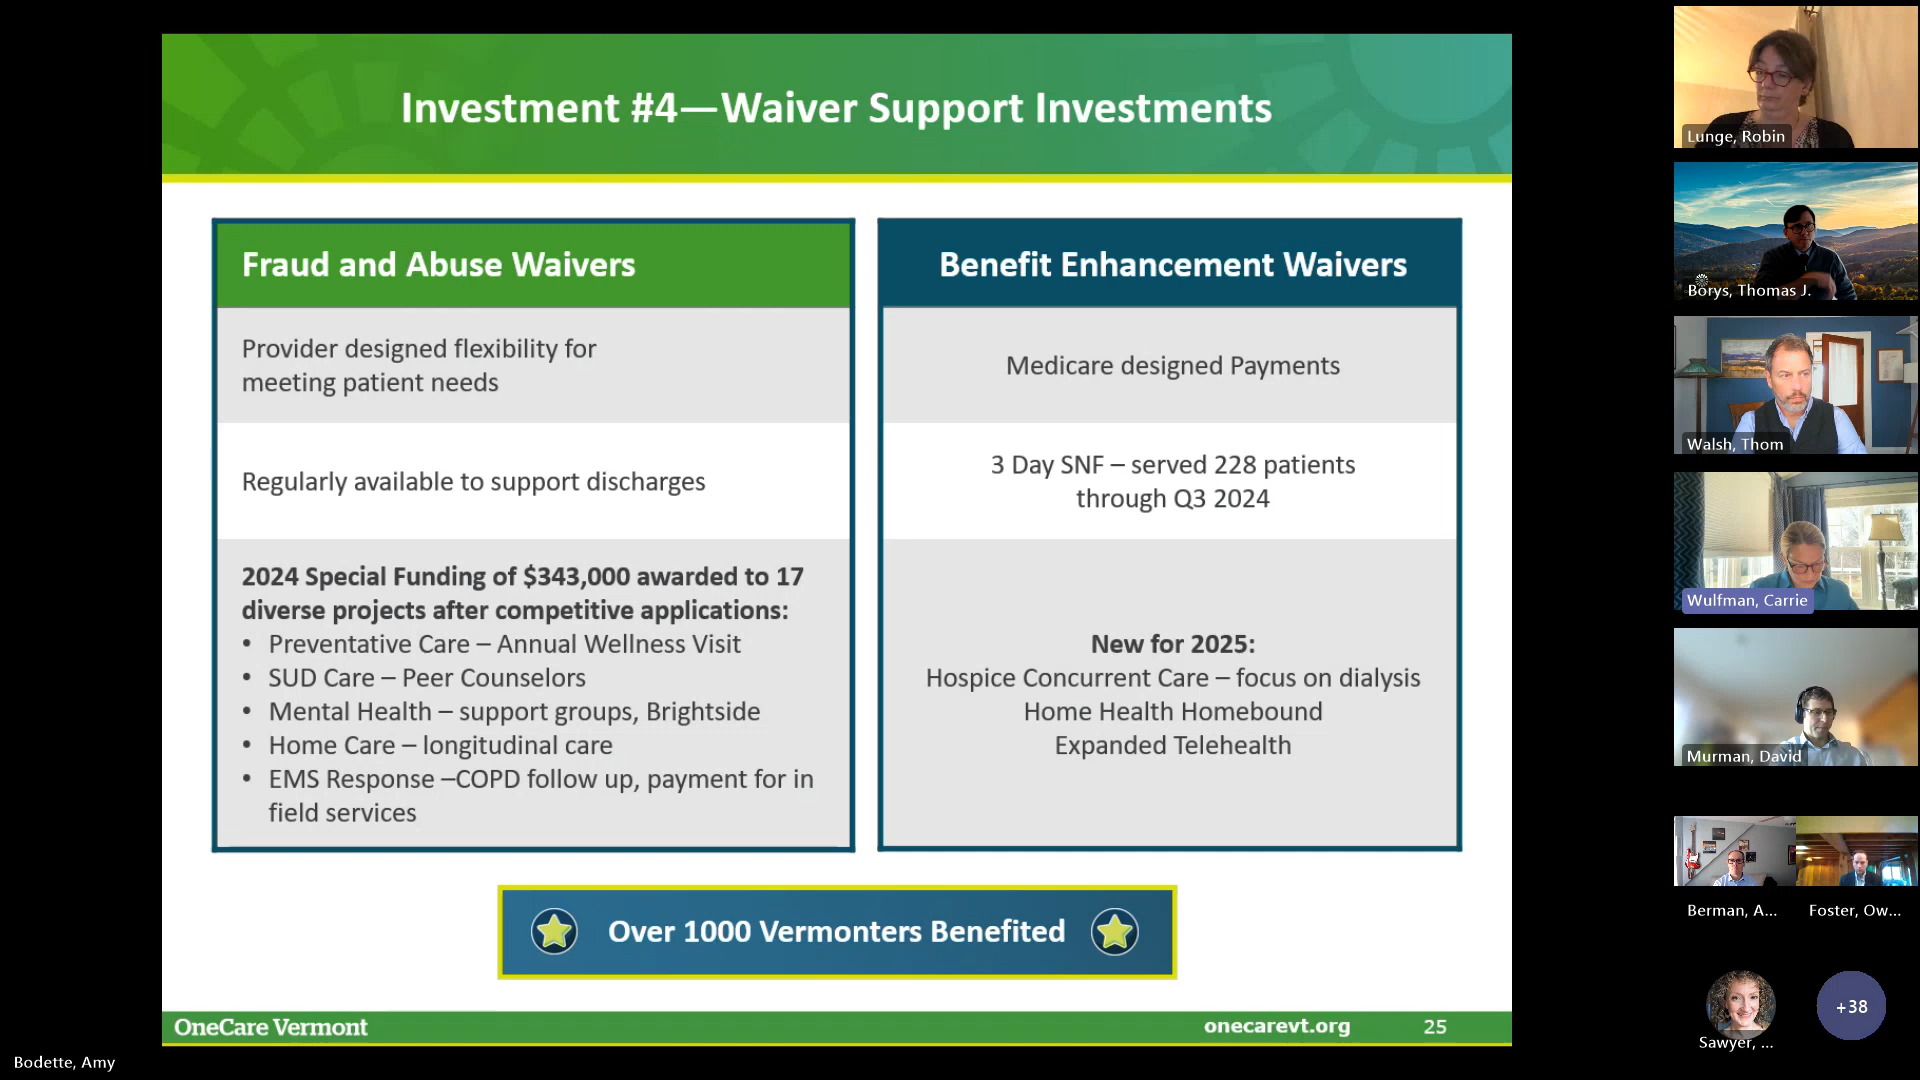 Investment #4—Waiver Support Investments
Fraud and Abuse Waivers
Provider designed flexibility for
meeting patient needs
Regularly available to support discharges
2024 Special Funding of $343,000 awarded to 17
diverse projects after competitive applications:
• Preventative Care – Annual Wellness Visit
• SUD Care – Peer Counselors
• Mental Health – support groups, Brightside
• Home Care – longitudinal care
• EMS Response –COPD follow up, payment for in
field services
Benefit Enhancement Waivers
Medicare designed Payments
3 Day SNF – served 228 patients
through Q3 2024
New for 2025:
Hospice Concurrent Care – focus on dialysis
Home Health Homebound
Expanded Telehealth
Over 1000 Vermonters Benefited
OneCare Vermont
onecarevt.org
25
Bodette, Amy
Lunge, Robin
Borys, Thomas J.
Walsh, Thom
Wulfman, Carrie
Murman, David
Berman, A...
Foster, Ow...
Sawyer, ...
+38